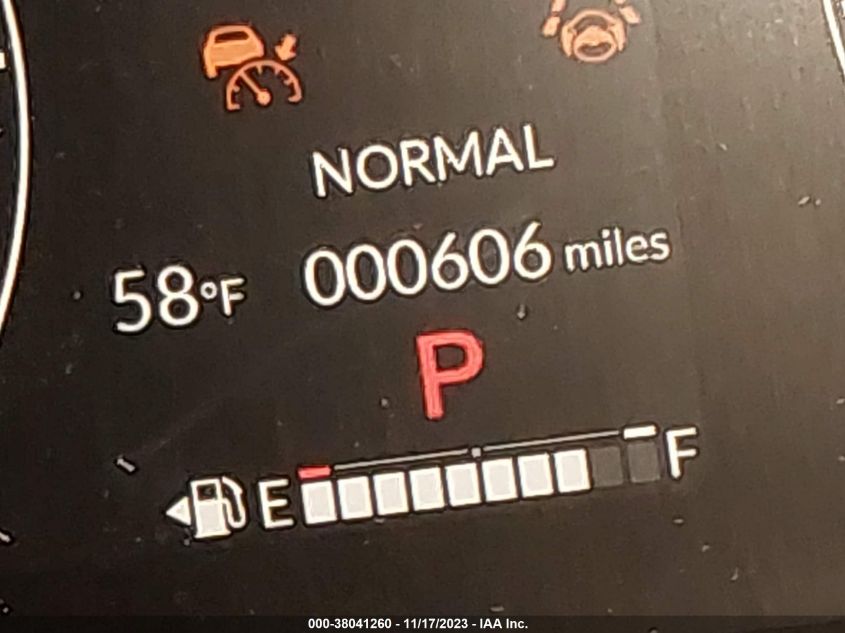 NORMAL
58°F 000606 miles
P
E F
000-38041260 - 11/17/2023 - IAA Inc.